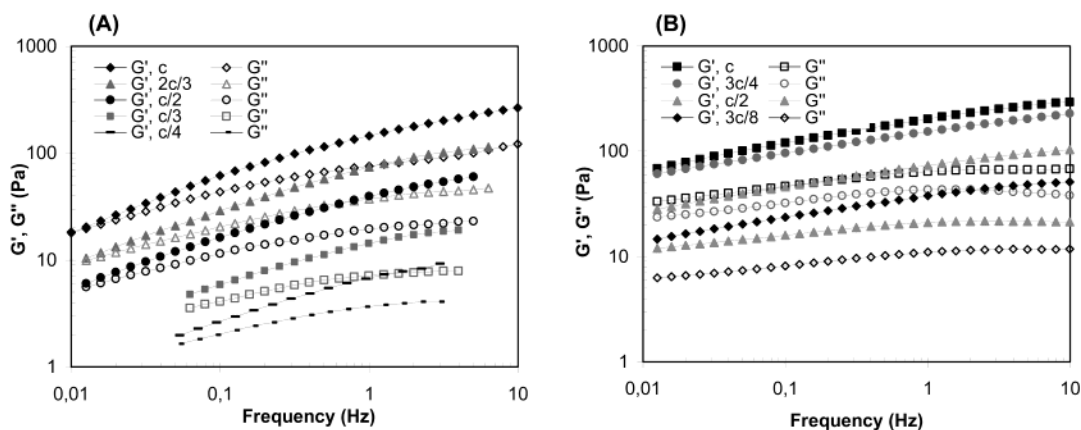 (A)
1000
100
10
1
G', G'' (Pa)
G', c G''
G', 2c/3 G''
G', c/2 G''
G', c/3 G''
G', c/4 G''
0,01 0,1 1 10
Frequency (Hz)
(B)
1000
100
10
1
G', G'' (Pa)
G', c G''
G', 3c/4 G''
G', c/2 G''
G', 3c/8 G''
0,01 0,1 1 10
Frequency (Hz)